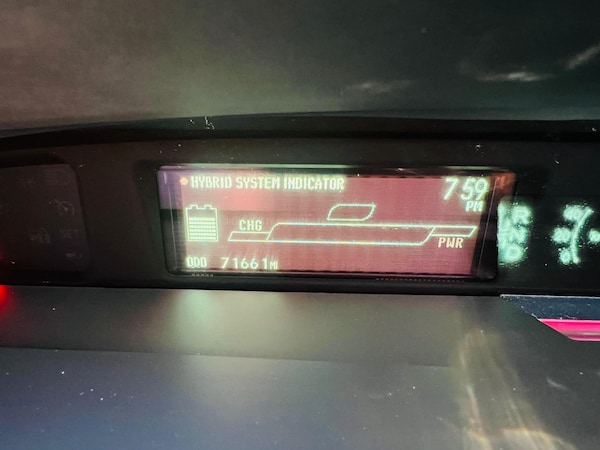 HYBRID SYSTEM INDICATOR
7:59
PM
CHG
PWR
ODO 71661MI